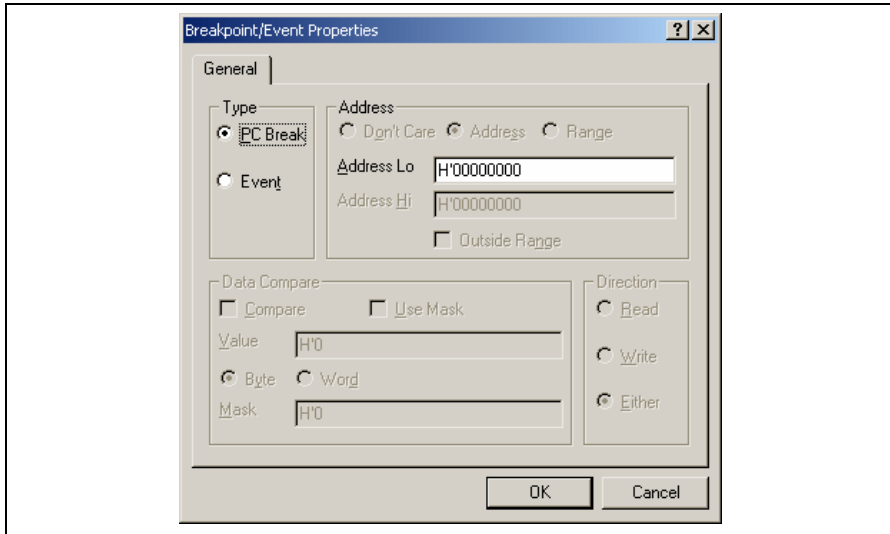 Breakpoint/Event Properties
General
Type
PC Break
Event
Address
Don't Care Address Range
Address Lo H'00000000
Address Hi H'00000000
Outside Range
Data Compare
Compare Use Mask
Value H'0
Byte Word
Mask H'0
Direction
Read
Write
Either
OK Cancel